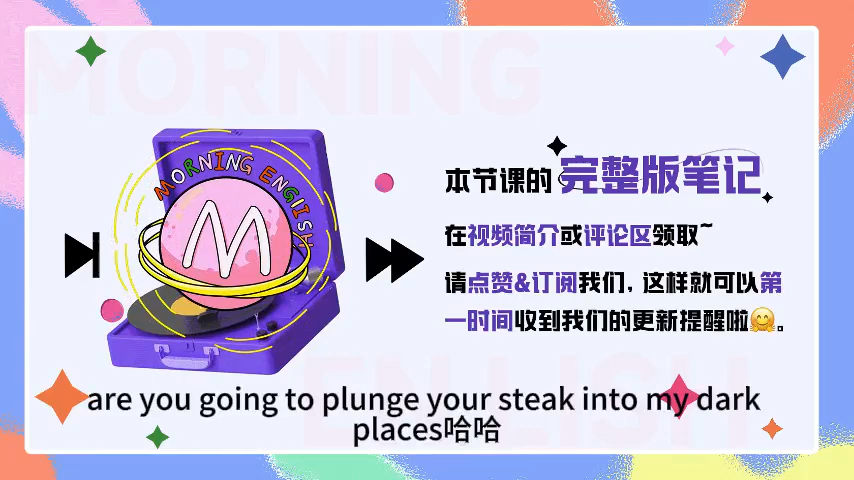 MORNING
MORNING ENGLISH
M
本节课的 完整版笔记
在视频简介或评论区领取~
请点赞&订阅我们, 这样就可以第
一时间收到我们的更新提醒啦🤗。
ENGLISH
are you going to plunge your steak into my dark
places哈哈